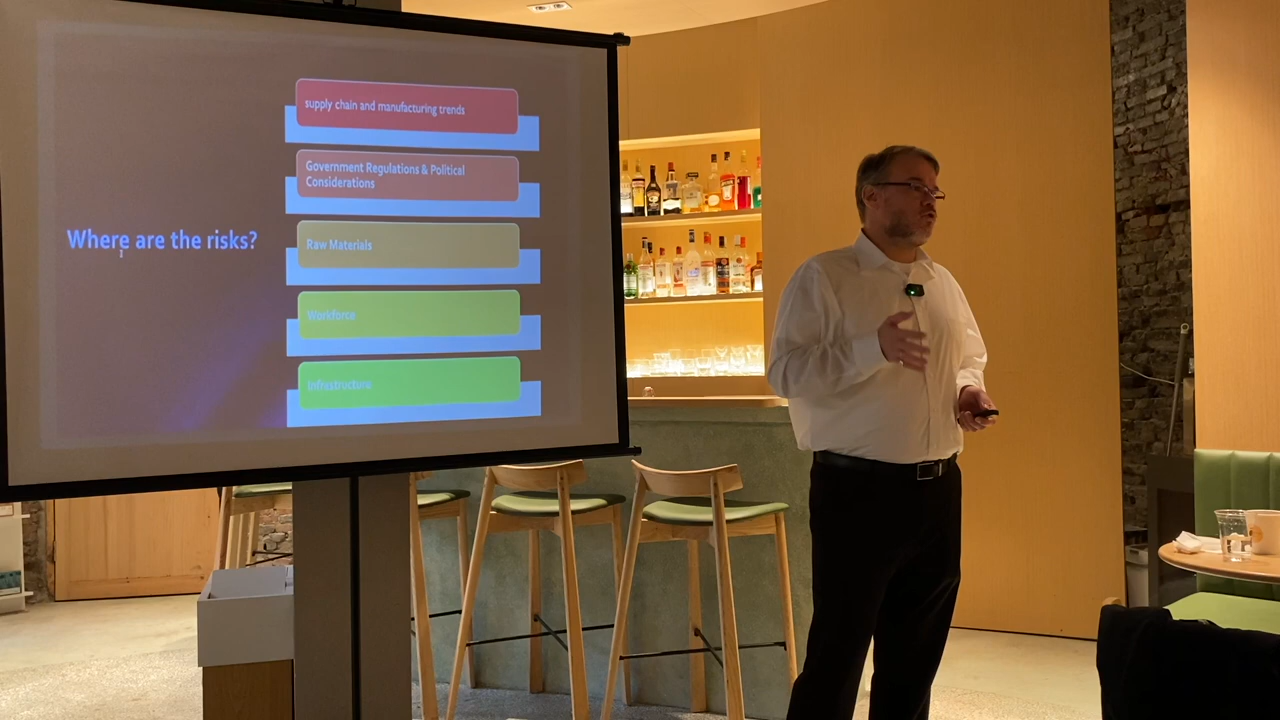 Where are the risks?
supply chain and manufacturing trends
Government Regulations & Political
Considerations
Raw Materials
Workforce
Infrastructure